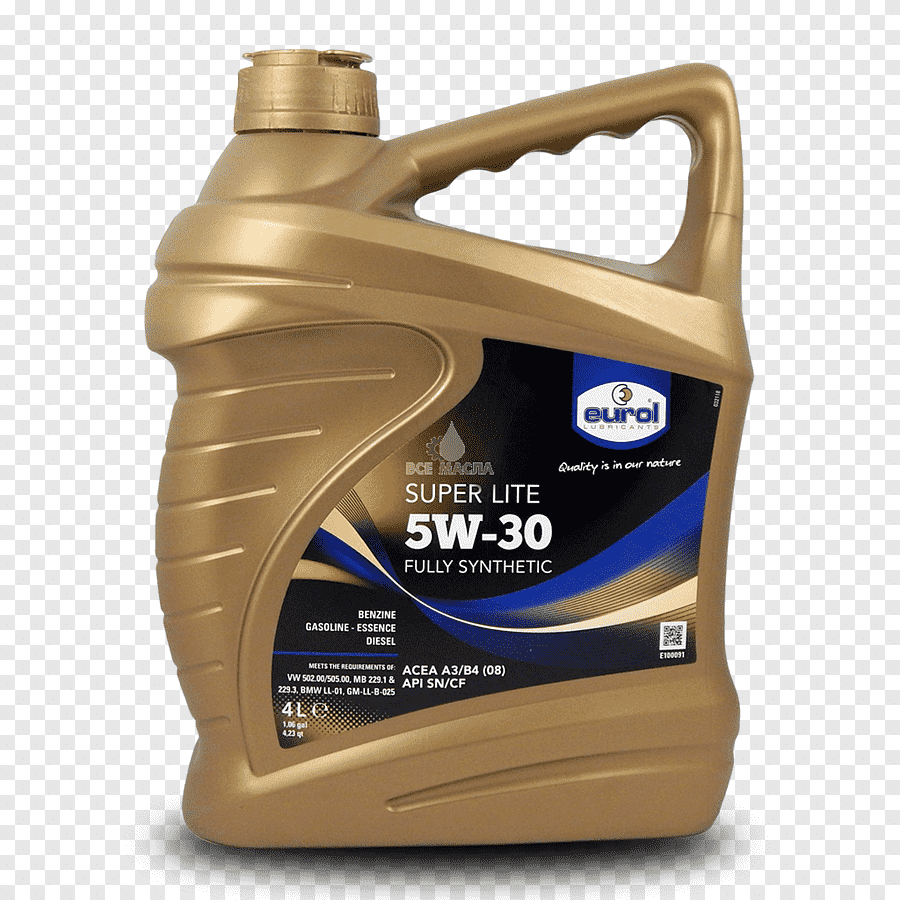 eurol
LUBRICANTS
Quality is in our nature
ВСЕ МАСЛА
SUPER LITE
5W-30
FULLY SYNTHETIC
BENZINE
GASOLINE - ESSENCE
DIESEL
MEETS THE REQUIREMENTS OF:
VW 502.00/505.00, MB 229.1 &
229.3, BMW LL-01, GM-LL-B-025
4L CE
1,06 gal
4,23 qt
ACEA A3/B4 (08)
API SN/CF
E100091